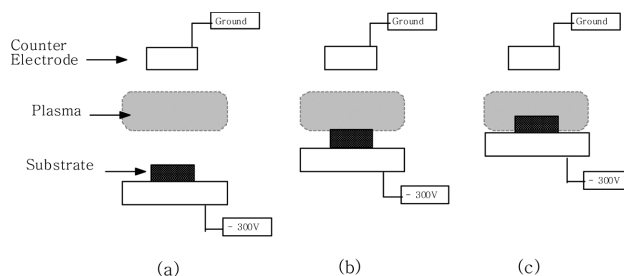 Ground
Ground
Ground
Counter
Electrode
Plasma
Substrate
- 300V
- 300V
- 300V
(a)
(b)
(c)